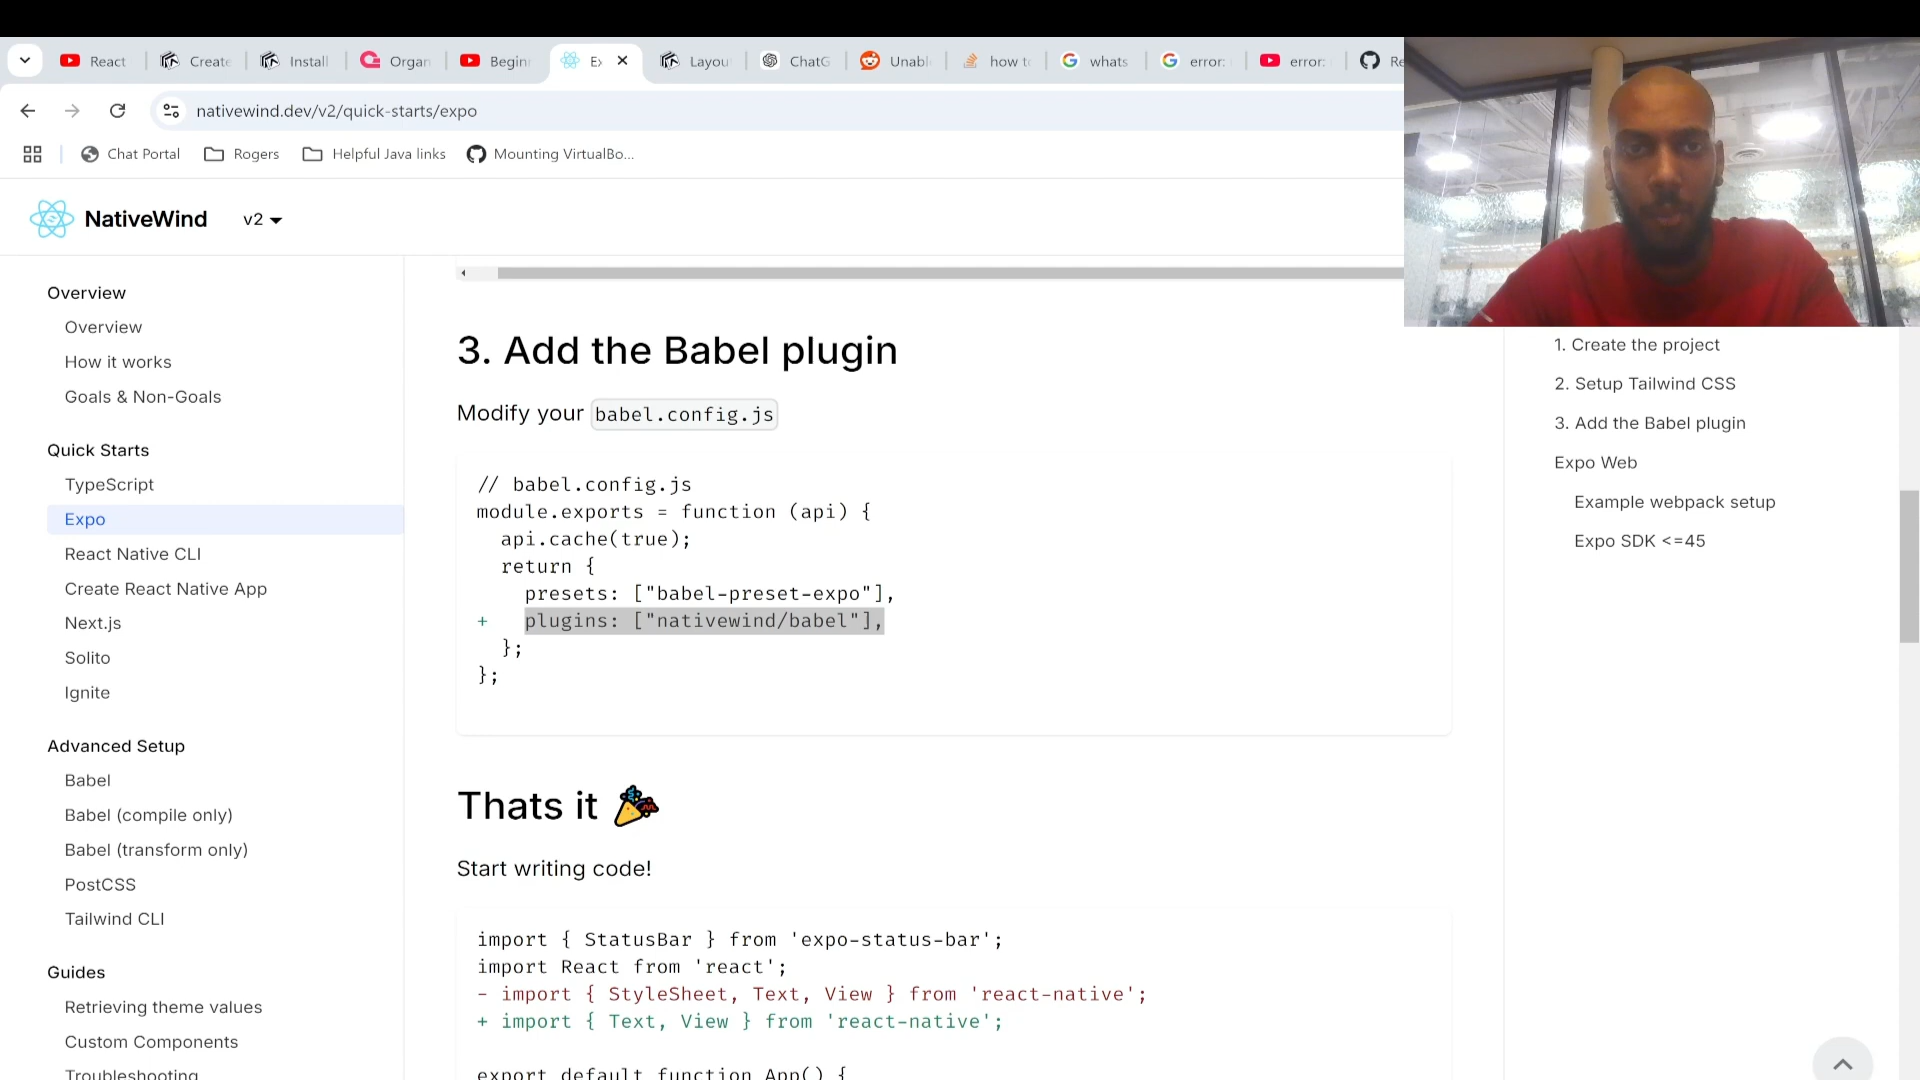 React
Create
Install
Organ
Begin
Ex
Layou
ChatG
Unabl
how to
whats
error:
error:
Re
nativewind.dev/v2/quick-starts/expo
Chat Portal
Rogers
Helpful Java links
Mounting VirtualBo...
NativeWind
v2
Overview
Overview
How it works
Goals & Non-Goals
Quick Starts
TypeScript
Expo
React Native CLI
Create React Native App
Next.js
Solito
Ignite
Advanced Setup
Babel
Babel (compile only)
Babel (transform only)
PostCSS
Tailwind CLI
Guides
Retrieving theme values
Custom Components
Troubleshooting
3. Add the Babel plugin
Modify your babel.config.js
// babel.config.js
module.exports = function (api) {
api.cache(true);
return {
presets: ["babel-preset-expo"],
+ plugins: ["nativewind/babel"],
};
};
Thats it 🎉
Start writing code!
import { StatusBar } from 'expo-status-bar';
import React from 'react';
- import { StyleSheet, Text, View } from 'react-native';
+ import { Text, View } from 'react-native';
export default function App() {
1. Create the project
2. Setup Tailwind CSS
3. Add the Babel plugin
Expo Web
Example webpack setup
Expo SDK <=45